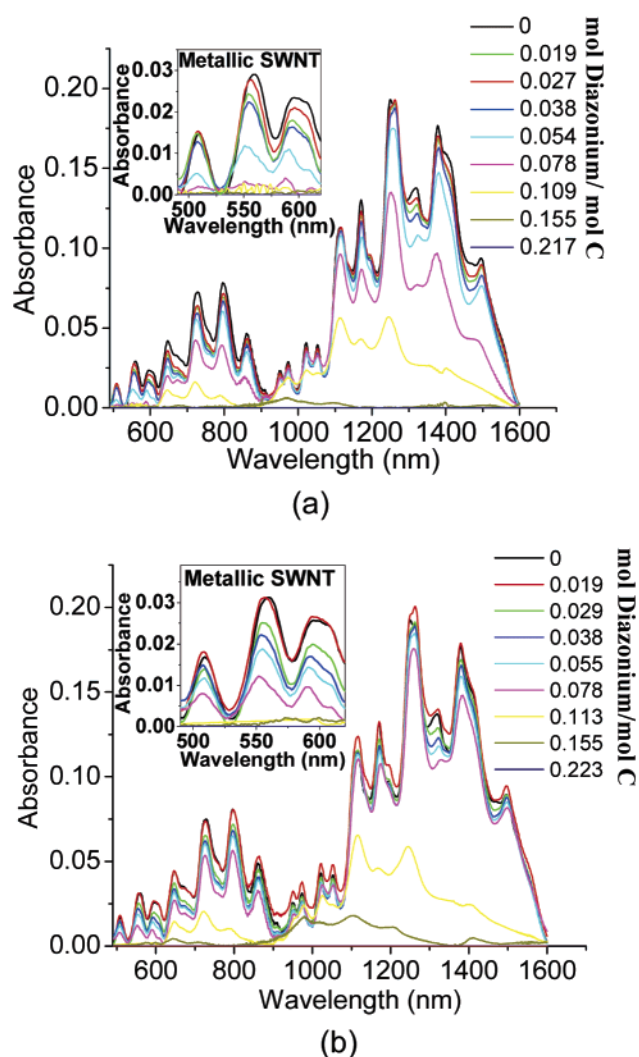 Metallic SWNT
0.03
0.02
0.01
0.00
Absorbance
500 550 600
Wavelength (nm)
0
0.019
0.027
0.038
0.054
0.078
0.109
0.155
0.217
mol Diazonium/ mol C
0.20
0.15
0.10
0.05
0.00
Absorbance
600 800 1000 1200 1400 1600
Wavelength (nm)
(a)
Metallic SWNT
0.03
0.02
0.01
0.00
Absorbance
500 550 600
Wavelength (nm)
0
0.019
0.029
0.038
0.055
0.078
0.113
0.155
0.223
mol Diazonium/ mol C
0.20
0.15
0.10
0.05
0.00
Absorbance
600 800 1000 1200 1400 1600
Wavelength (nm)
(b)